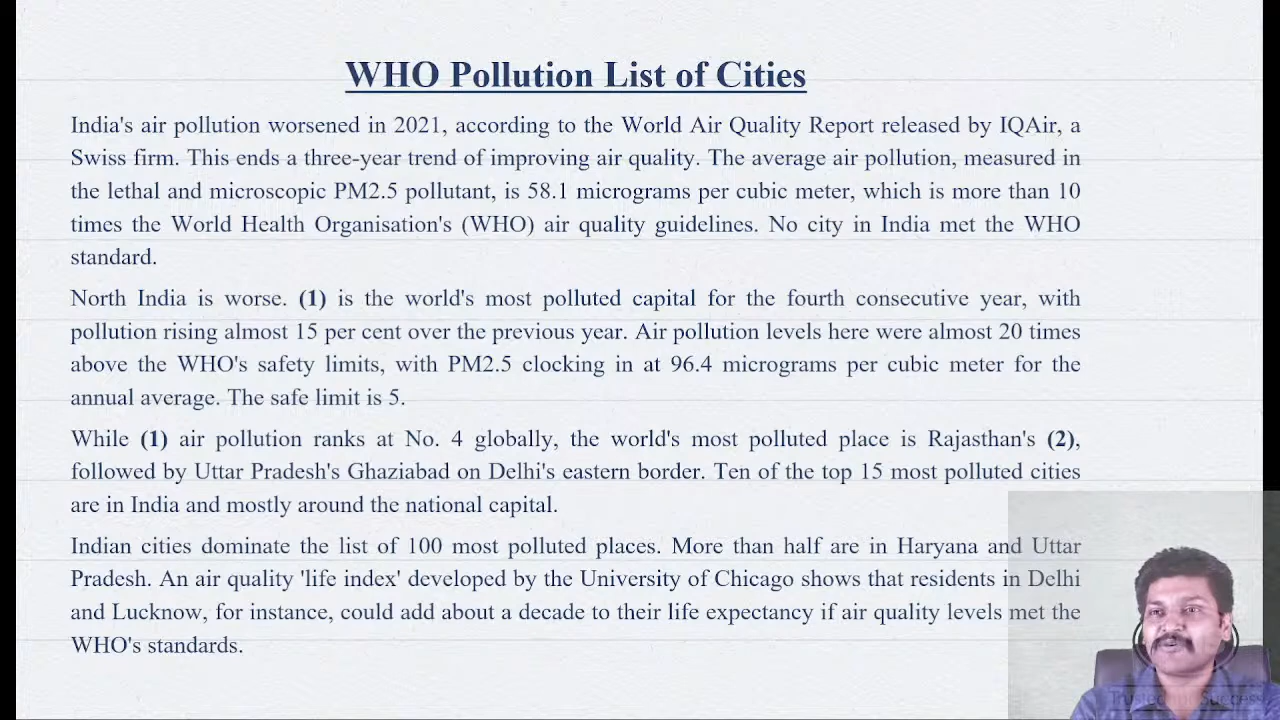 WHO Pollution List of Cities
India's air pollution worsened in 2021, according to the World Air Quality Report released by IQAir, a
Swiss firm. This ends a three-year trend of improving air quality. The average air pollution, measured in
the lethal and microscopic PM2.5 pollutant, is 58.1 micrograms per cubic meter, which is more than 10
times the World Health Organisation's (WHO) air quality guidelines. No city in India met the WHO
standard.
North India is worse. (1) is the world's most polluted capital for the fourth consecutive year, with
pollution rising almost 15 per cent over the previous year. Air pollution levels here were almost 20 times
above the WHO's safety limits, with PM2.5 clocking in at 96.4 micrograms per cubic meter for the
annual average. The safe limit is 5.
While (1) air pollution ranks at No. 4 globally, the world's most polluted place is Rajasthan's (2),
followed by Uttar Pradesh's Ghaziabad on Delhi's eastern border. Ten of the top 15 most polluted cities
are in India and mostly around the national capital.
Indian cities dominate the list of 100 most polluted places. More than half are in Haryana and Uttar
Pradesh. An air quality 'life index' developed by the University of Chicago shows that residents in Delhi
and Lucknow, for instance, could add about a decade to their life expectancy if air quality levels met the
WHO's standards.
Trusted Success